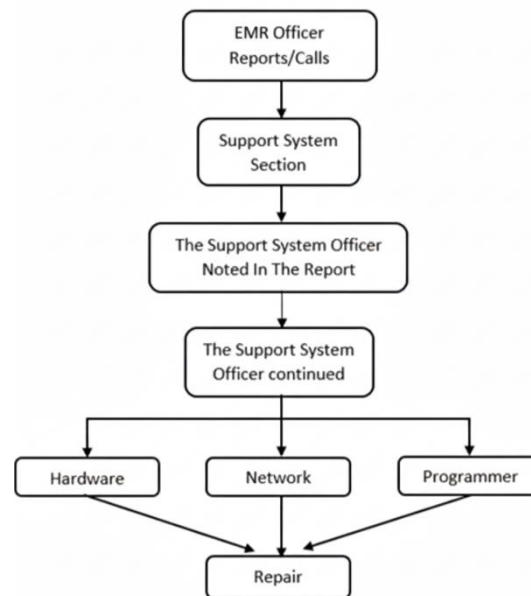 EMR Officer
Reports/Calls
Support System
Section
The Support System Officer
Noted In The Report
The Support System
Officer continued
Hardware
Network
Programmer
Repair